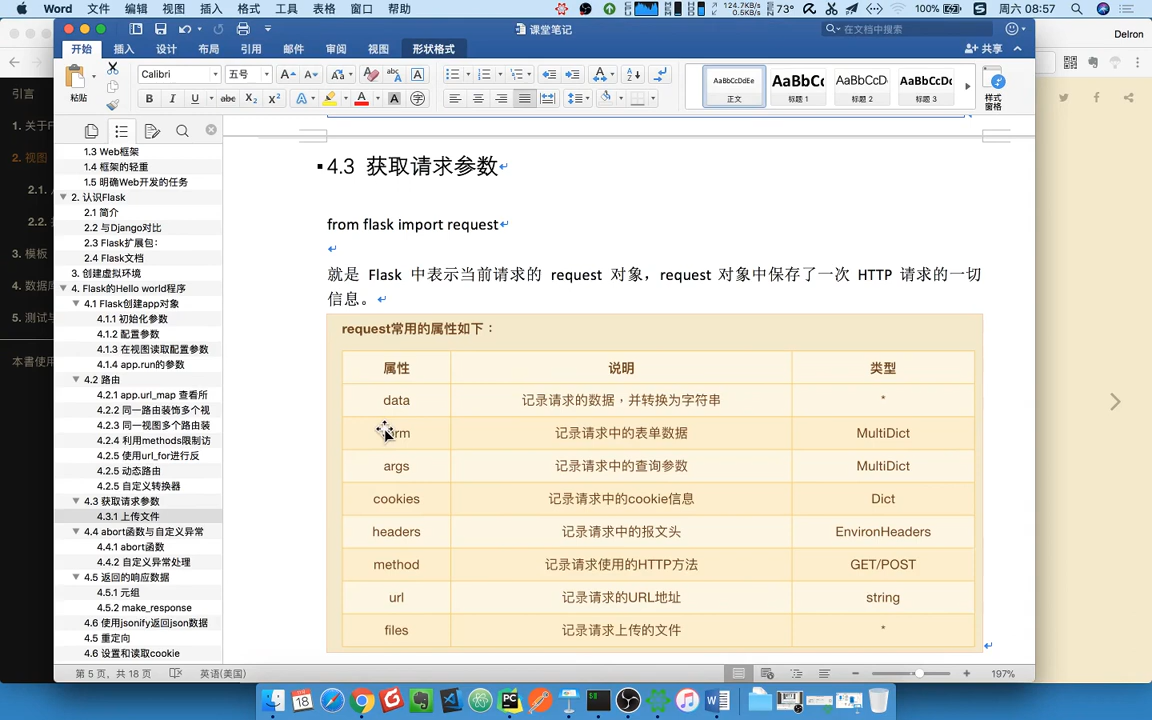 Word 文件 编辑 视图 插入 格式 工具 表格 窗口 帮助
124.7KB/s
0.5KB/s
73° 100% 周六 08:57
Delron
课堂笔记
在文档中搜索
开始 插入 设计 布局 引用 邮件 审阅 视图 形状格式
共享
粘贴
Calibri 五号
B I U abc X₂ X²
AaBbCcDdEe
正文
AaBbCc
标题 1
AaBbCcD
标题 2
AaBbCcD
标题 3
样式
窗格
引言
1. 关于F
2. 视图
2.1.
2.2.
3. 模板
4. 数据库
5. 测试与
本書使用
1.3 Web框架
1.4 框架的轻重
1.5 明确Web开发的任务
2. 认识Flask
2.1 简介
2.2 与Django对比
2.3 Flask扩展包：
2.4 Flask文档
3. 创建虚拟环境
4. Flask的Hello world程序
4.1 Flask创建app对象
4.1.1 初始化参数
4.1.2 配置参数
4.1.3 在视图读取配置参数
4.1.4 app.run的参数
4.2 路由
4.2.1 app.url_map 查看所
4.2.2 同一路由装饰多个视
4.2.3 同一视图多个路由装
4.2.4 利用methods限制访
4.2.5 使用url_for进行反
4.2.5 动态路由
4.2.5 自定义转换器
4.3 获取请求参数
4.3.1 上传文件
4.4 abort函数与自定义异常
4.4.1 abort函数
4.4.2 自定义异常处理
4.5 返回的响应数据
4.5.1 元组
4.5.2 make_response
4.6 使用jsonify返回json数据
4.5 重定向
4.6 设置和读取cookie
4.3 获取请求参数
from flask import request
就是 Flask 中表示当前请求的 request 对象，request 对象中保存了一次 HTTP 请求的一切
信息。
request常用的属性如下：
属性 说明 类型
data 记录请求的数据，并转换为字符串 *
form 记录请求中的表单数据 MultiDict
args 记录请求中的查询参数 MultiDict
cookies 记录请求中的cookie信息 Dict
headers 记录请求中的报文头 EnvironHeaders
method 记录请求使用的HTTP方法 GET/POST
url 记录请求的URL地址 string
files 记录请求上传的文件 *
第 5 页，共 18 页 英语(美国) 197%